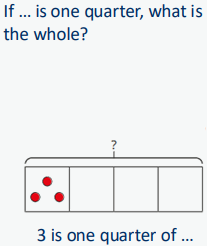 If ... is one quarter, what is
the whole?
?
3 is one quarter of ...